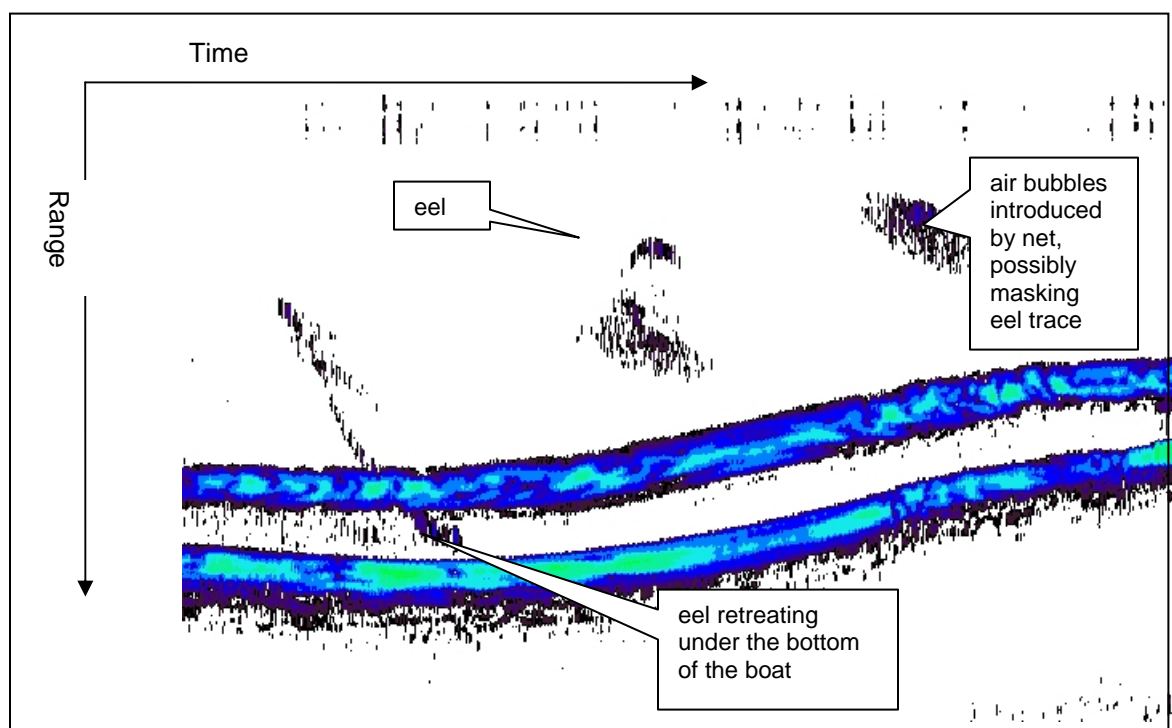 Time
Range
eel
air bubbles
introduced
by net,
possibly
masking
eel trace
eel retreating
under the bottom
of the boat